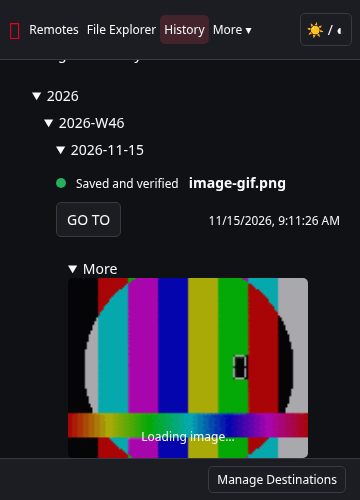 Remotes File Explorer History More ▾ ☀️ / 🌖
▼ 2026
▼ 2026-W46
▼ 2026-11-15
Saved and verified image-gif.png
GO TO 11/15/2026, 9:11:26 AM
▼ More
Loading image...
Manage Destinations